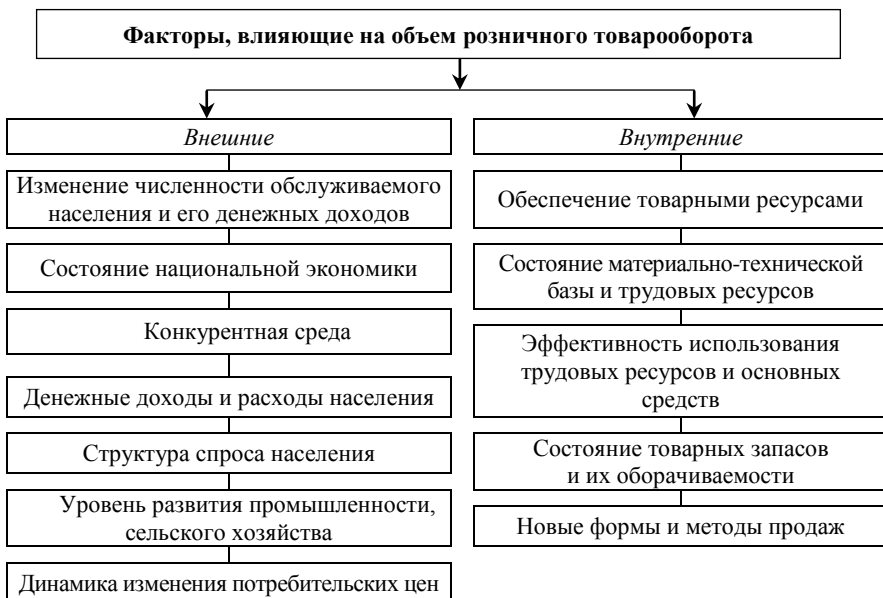 Факторы, влияющие на объем розничного товарооборота
Внешние
Изменение численности обслуживаемого
населения и его денежных доходов
Состояние национальной экономики
Конкурентная среда
Денежные доходы и расходы населения
Структура спроса населения
Уровень развития промышленности,
сельского хозяйства
Динамика изменения потребительских цен
Внутренние
Обеспечение товарными ресурсами
Состояние материально-технической
базы и трудовых ресурсов
Эффективность использования
трудовых ресурсов и основных
средств
Состояние товарных запасов
и их оборачиваемости
Новые формы и методы продаж